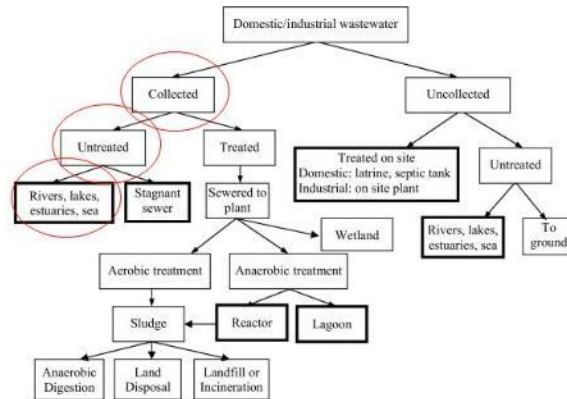 Domestic/industrial wastewater
Collected
Uncollected
Untreated
Treated
Treated on site
Domestic: latrine, septic tank
Industrial: on site plant
Untreated
Rivers, lakes,
estuaries, sea
Stagnant
sewer
Sewered to
plant
Rivers, lakes,
estuaries, sea
To
ground
Wetland
Aerobic treatment
Anaerobic treatment
Sludge
Reactor
Lagoon
Anaerobic
Digestion
Land
Disposal
Landfill or
Incineration